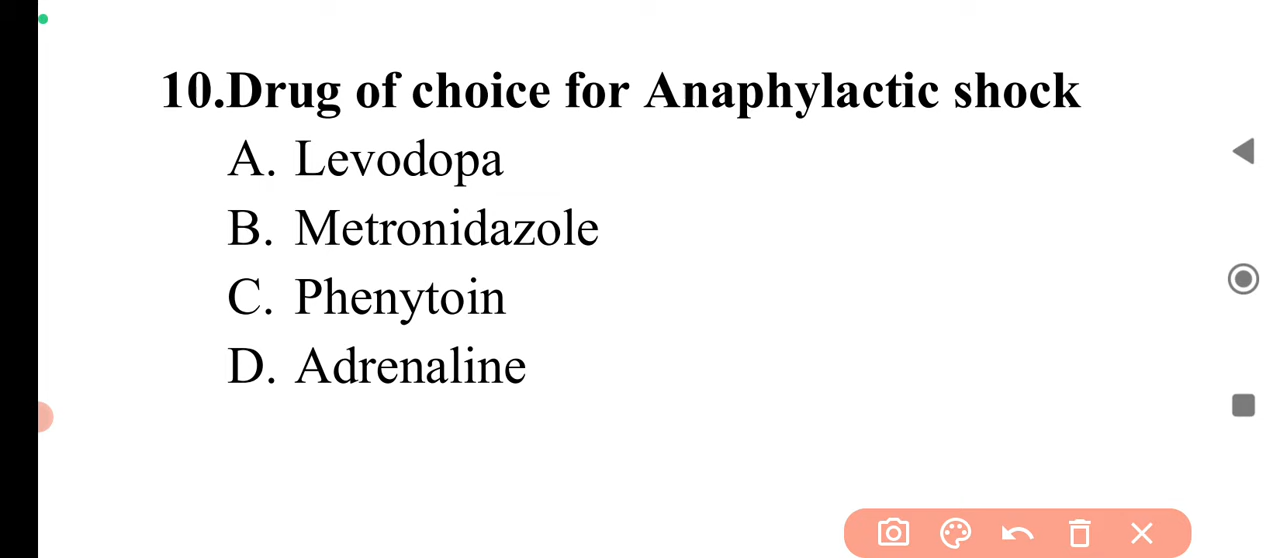 10.Drug of choice for Anaphylactic shock
A. Levodopa
B. Metronidazole
C. Phenytoin
D. Adrenaline